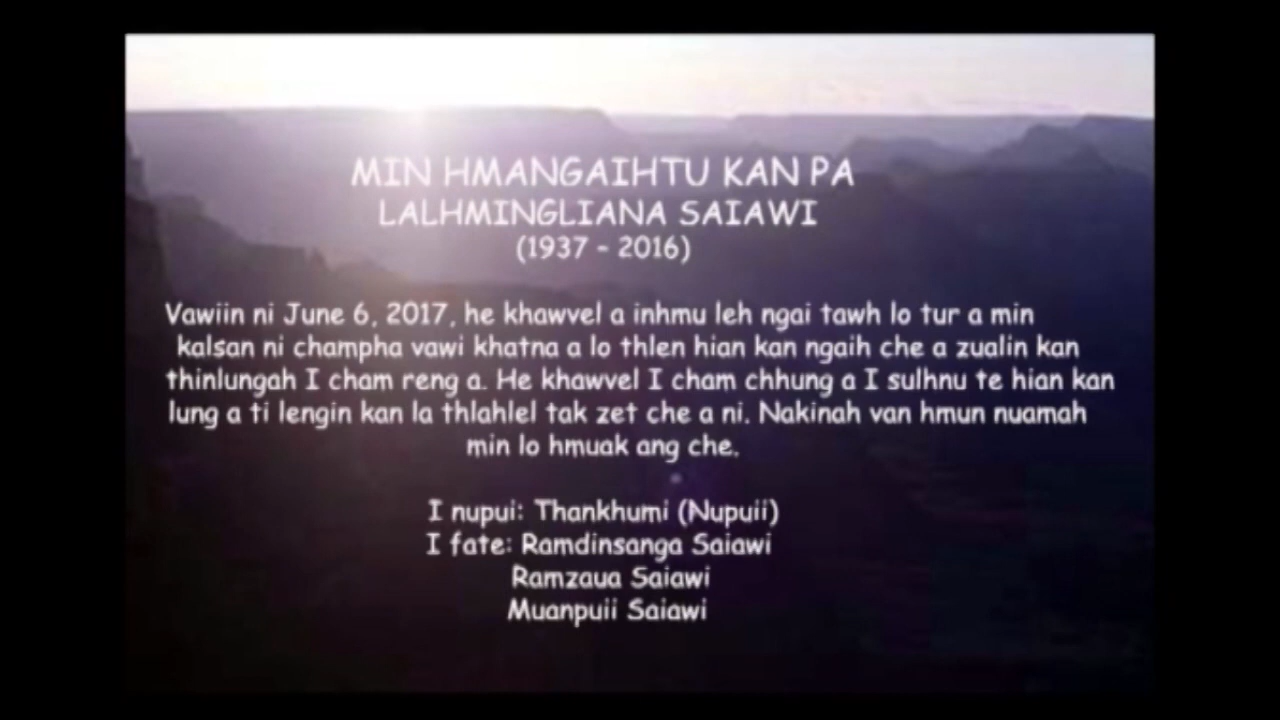 MIN HMANGAIHTU KAN PA
LALHMINGLIANA SAIAWI
(1937 - 2016)
Vawiin ni June 6, 2017, he khawvel a inhmu leh ngai tawh lo tur a min
kalsan ni champha vawi khatna a lo thlen hian kan ngaih che a zualin kan
thinlungah I cham reng a. He khawvel I cham chhung a I sulhnu te hian kan
lung a ti lengin kan la thlahlel tak zet che a ni. Nakinah van hmun nuamah
min lo hmuak ang che.
I nupui: Thankhumi (Nupuii)
I fate: Ramdinsanga Saiawi
Ramzaua Saiawi
Muanpuii Saiawi